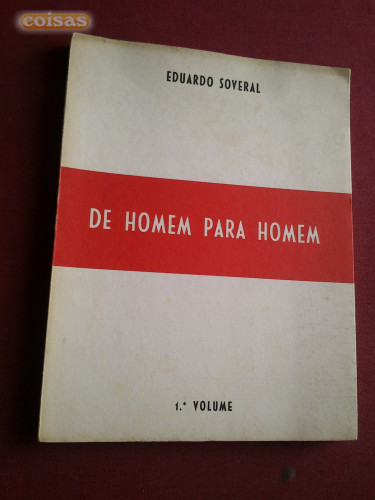 coisas
EDUARDO SOVERAL
DE HOMEM PARA HOMEM
1.º VOLUME